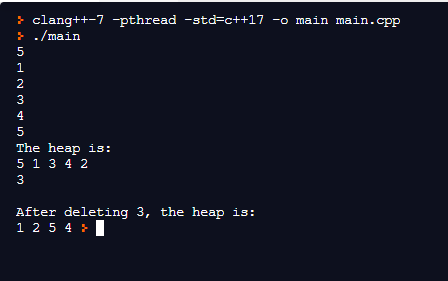 > clang++-7 -pthread -std=c++17 -o main main.cpp
> ./main
5
1
2
3
4
5
The heap is:
5 1 3 4 2
3
After deleting 3, the heap is:
1 2 5 4 >